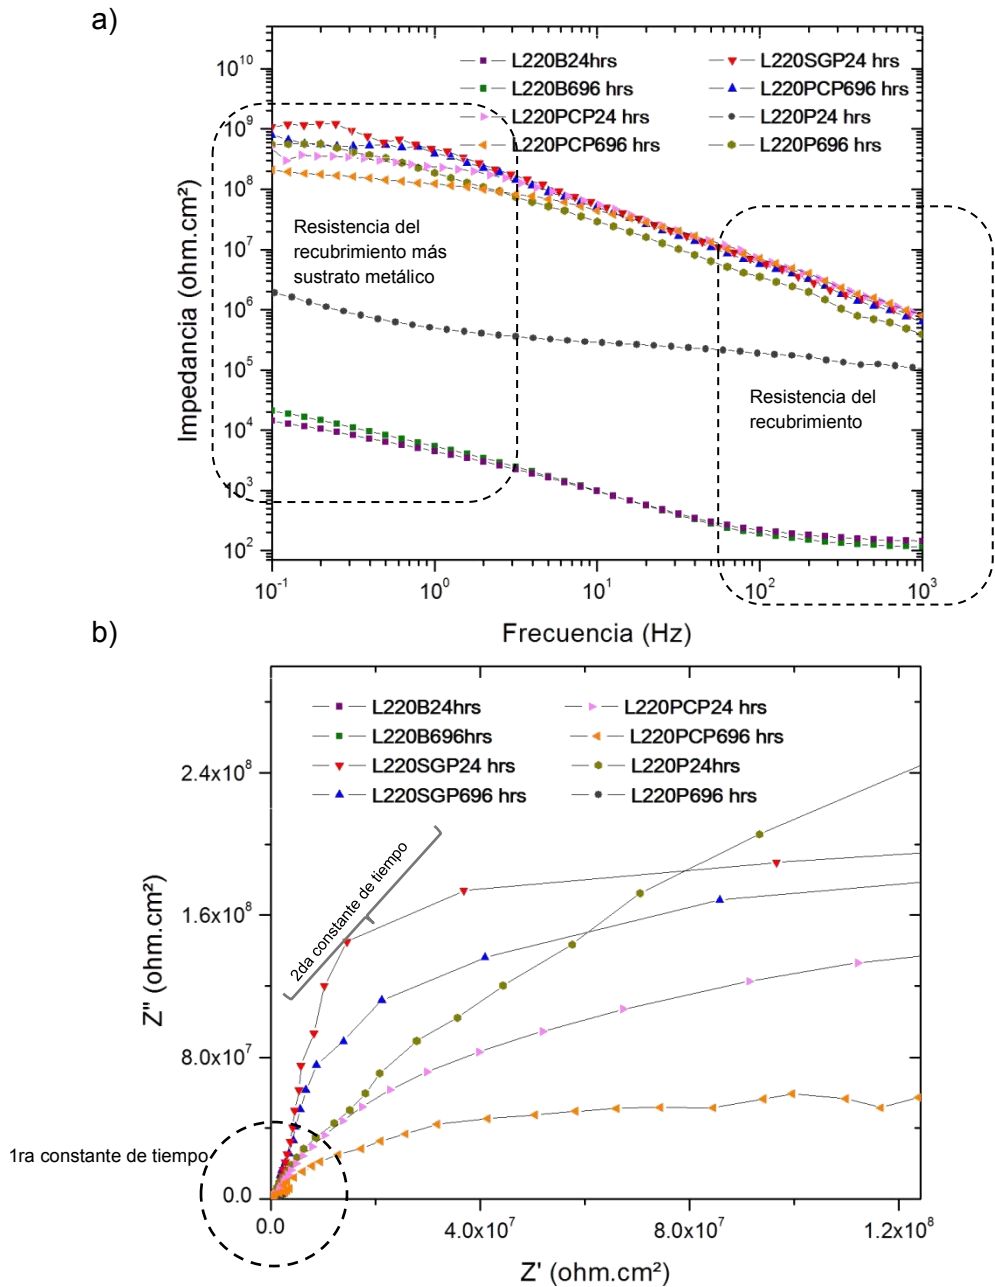 a)
10^10
10^9
10^8
10^7
10^6
10^5
10^4
10^3
10^2
Impedancia (ohm.cm²)
L220B24hrs
L220SGP24 hrs
L220B696 hrs
L220PCP696 hrs
L220PCP24 hrs
L220P24 hrs
L220PCP696 hrs
L220P696 hrs
Resistencia del
recubrimiento más
sustrato metálico
Resistencia del
recubrimiento
10^-1
10^0
10^1
10^2
10^3
Frecuencia (Hz)
b)
L220B24hrs
L220PCP24 hrs
L220B696hrs
L220PCP696 hrs
L220SGP24 hrs
L220P24hrs
L220SGP696 hrs
L220P696 hrs
2.4x10^8
1.6x10^8
8.0x10^7
0.0
Z'' (ohm.cm²)
2da constante de tiempo
1ra constante de tiempo
0.0
4.0x10^7
8.0x10^7
1.2x10^8
Z' (ohm.cm²)